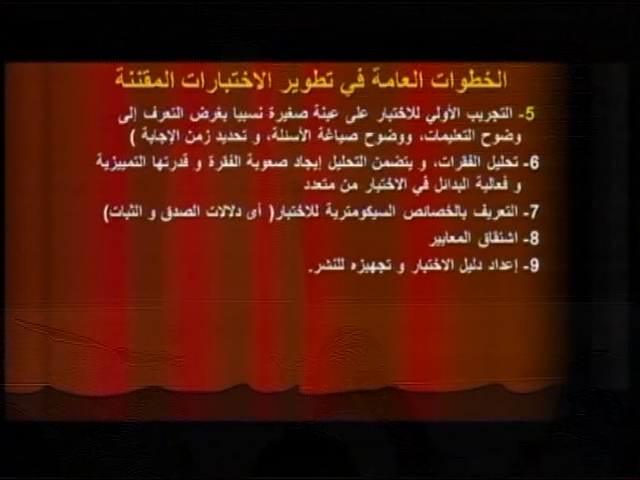 الخطوات العامة في تطوير الاختبارات المقننة
5- التجريب الأولي للاختبار على عينة صغيرة نسبيا بغرض التعرف إلى
وضوح التعليمات، ووضوح صياغة الأسئلة، و تحديد زمن الإجابة )
6- تحليل الفقرات، و يتضمن التحليل إيجاد صعوبة الفقرة و قدرتها التمييزية
و فعالية البدائل في الاختبار من متعدد
7- التعريف بالخصائص السيكومترية للاختبار( أى دلالات الصدق و الثبات)
8- اشتقاق المعايير
9- إعداد دليل الاختبار و تجهيزه للنشر.